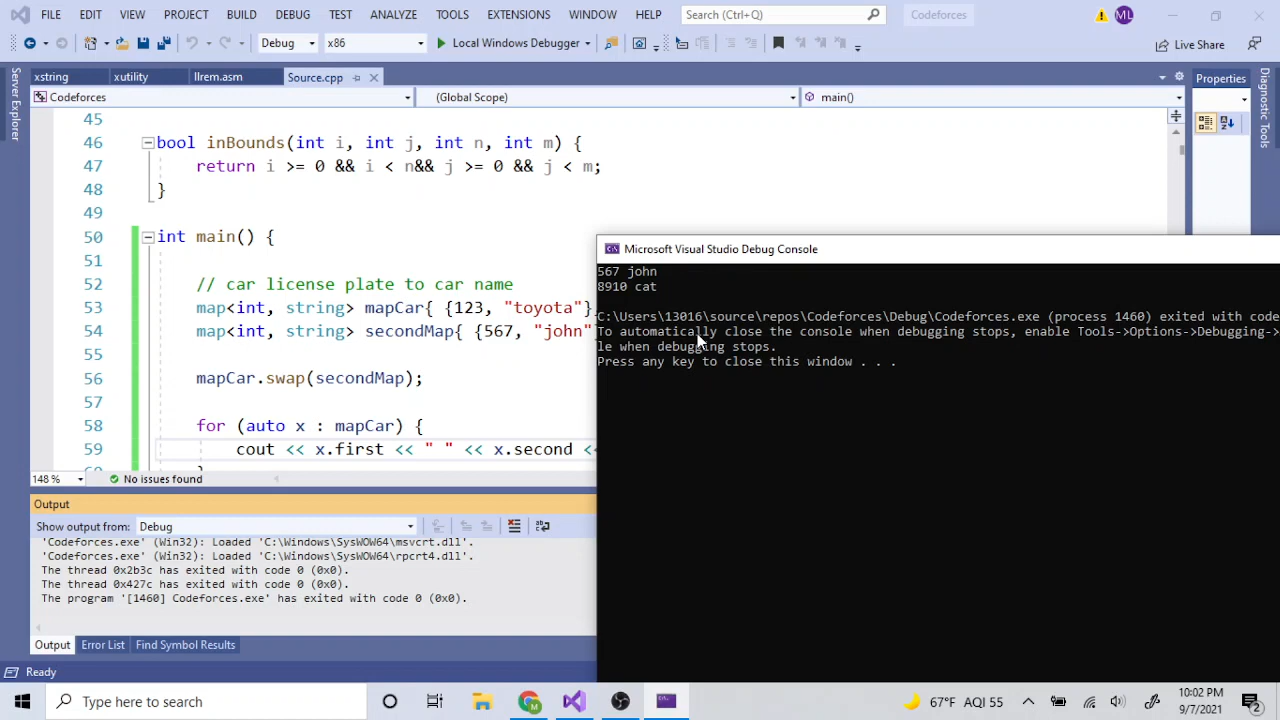 FILE EDIT VIEW PROJECT BUILD DEBUG TEST ANALYZE TOOLS EXTENSIONS WINDOW HELP Search (Ctrl+Q) Codeforces ML
Debug x86 Local Windows Debugger Live Share
Server Explorer
xstring xutility llrem.asm Source.cpp
Codeforces (Global Scope) main()
Properties
Diagnostic Tools
45
46 bool inBounds(int i, int j, int n, int m) {
47 return i >= 0 && i < n&& j >= 0 && j < m;
48 }
49
50 int main() {
51
52 // car license plate to car name
53 map<int, string> mapCar{ {123, "toyota"}
54 map<int, string> secondMap{ {567, "john"
55
56 mapCar.swap(secondMap);
57
58 for (auto x : mapCar) {
59 cout << x.first << " " << x.second <<
148 % No issues found
Microsoft Visual Studio Debug Console
567 john
8910 cat
C:\Users\13016\source\repos\Codeforces\Debug\Codeforces.exe (process 1460) exited with code
To automatically close the console when debugging stops, enable Tools->Options->Debugging->
le when debugging stops.
Press any key to close this window . . .
Output
Show output from: Debug
'Codeforces.exe' (Win32): Loaded 'C:\Windows\SysWOW64\msvcrt.dll'.
'Codeforces.exe' (Win32): Loaded 'C:\Windows\SysWOW64\rpcrt4.dll'.
The thread 0x2b3c has exited with code 0 (0x0).
The thread 0x427c has exited with code 0 (0x0).
The program '[1460] Codeforces.exe' has exited with code 0 (0x0).
Output Error List Find Symbol Results
Ready
Type here to search
67°F AQI 55
10:02 PM
9/7/2021
2